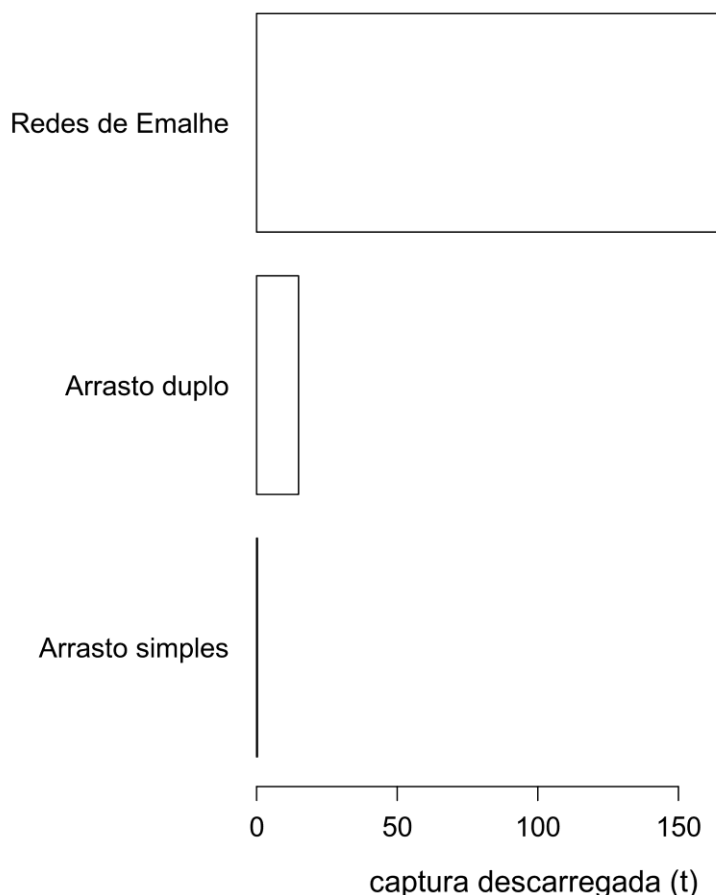 Redes de Emalhe
Arrasto duplo
Arrasto simples
0 50 100 150
captura descarregada (t)